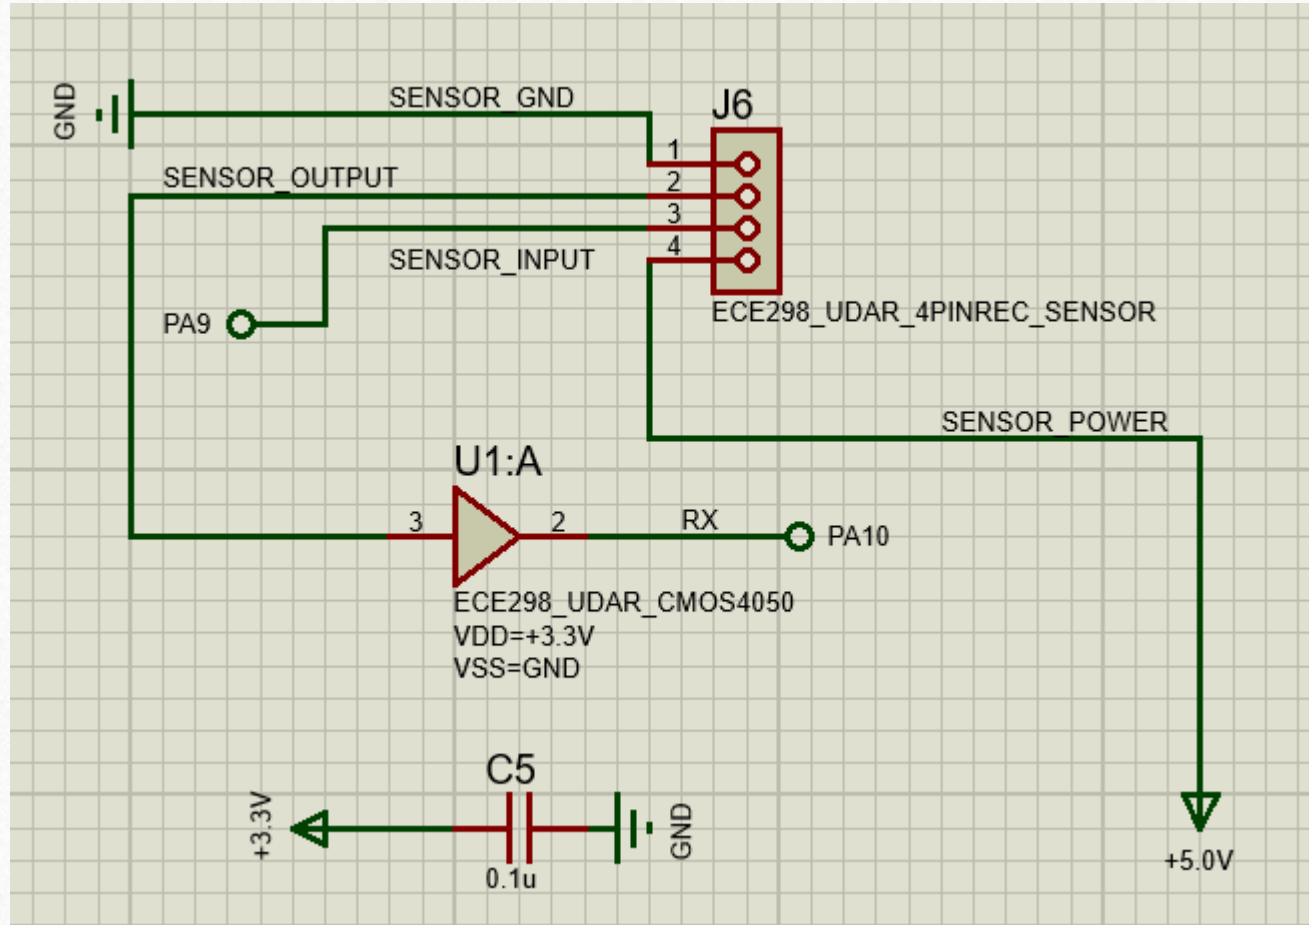 GND
SENSOR_GND
J6
1
SENSOR_OUTPUT
2
3
SENSOR_INPUT
4
ECE298_UDAR_4PINREC_SENSOR
PA9
SENSOR_POWER
U1:A
3
2
RX
PA10
ECE298_UDAR_CMOS4050
VDD=+3.3V
VSS=GND
C5
+3.3V
GND
0.1u
+5.0V